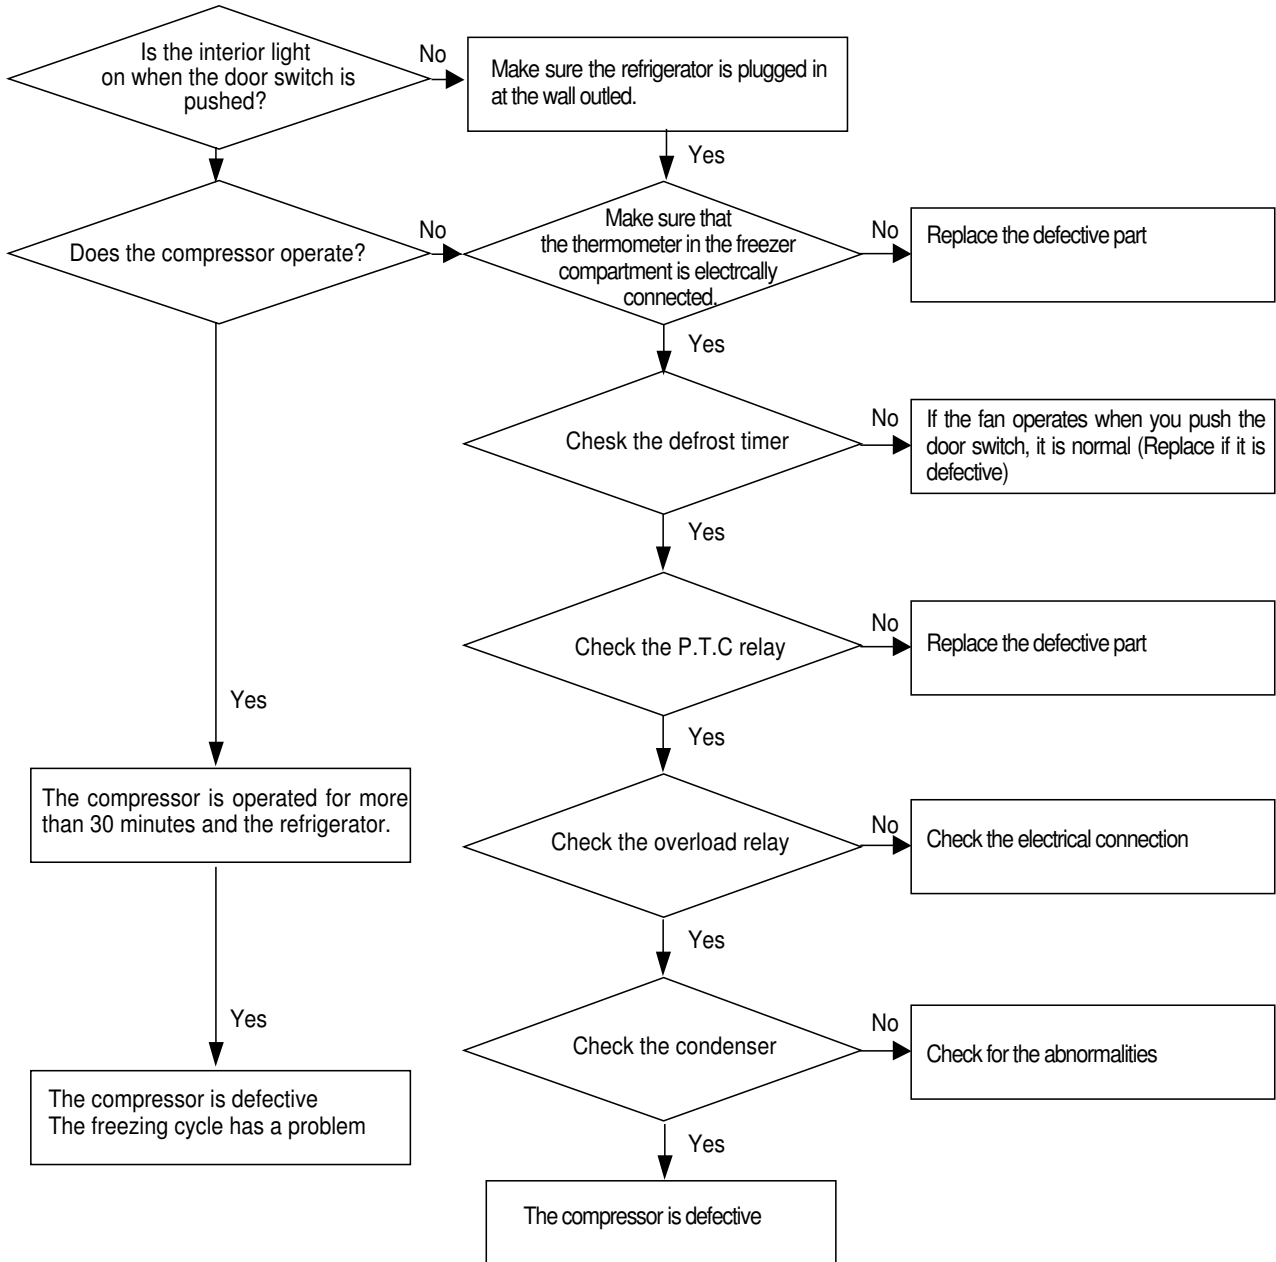 Is the interior light
on when the door switch is
pushed?
No
Make sure the refrigerator is plugged in
at the wall outled.
Yes
Does the compressor operate?
No
Make sure that
the thermometer in the freezer
compartment is electrcally
connected.
No
Replace the defective part
Yes
Chesk the defrost timer
No
If the fan operates when you push the
door switch, it is normal (Replace if it is
defective)
Yes
Check the P.T.C relay
No
Replace the defective part
Yes
Yes
The compressor is operated for more
than 30 minutes and the refrigerator.
Check the overload relay
No
Check the electrical connection
Yes
Yes
Check the condenser
No
Check for the abnormalities
The compressor is defective
The freezing cycle has a problem
Yes
The compressor is defective